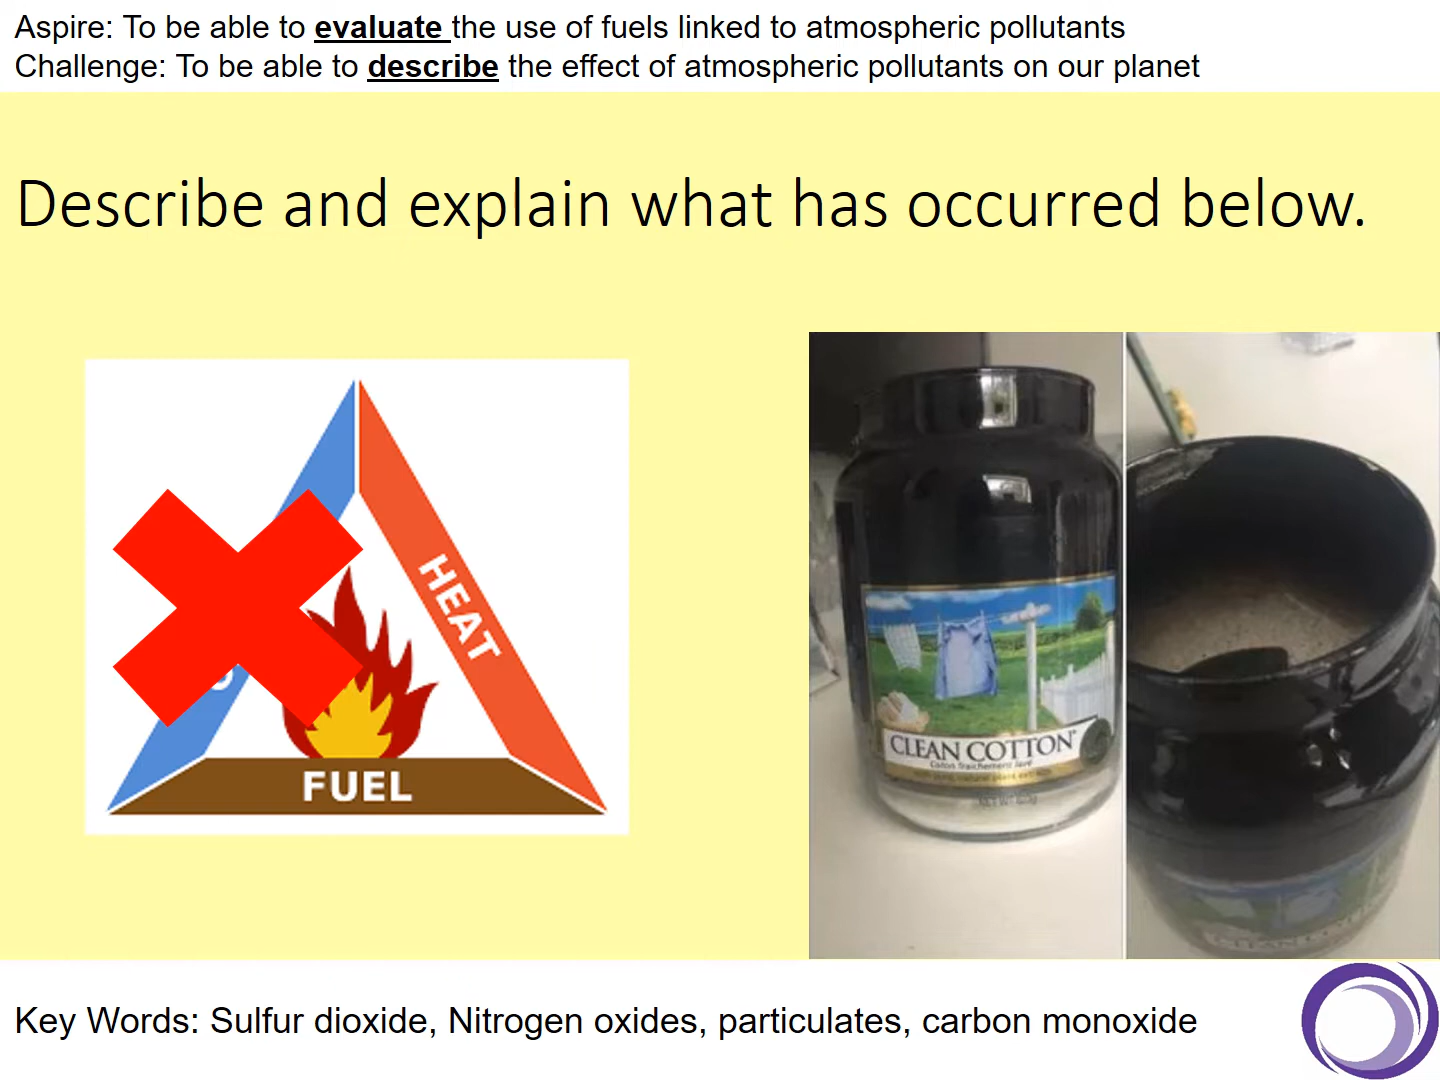 Aspire: To be able to evaluate the use of fuels linked to atmospheric pollutants
Challenge: To be able to describe the effect of atmospheric pollutants on our planet
Describe and explain what has occurred below.
HEAT
FUEL
CLEAN COTTON
Key Words: Sulfur dioxide, Nitrogen oxides, particulates, carbon monoxide